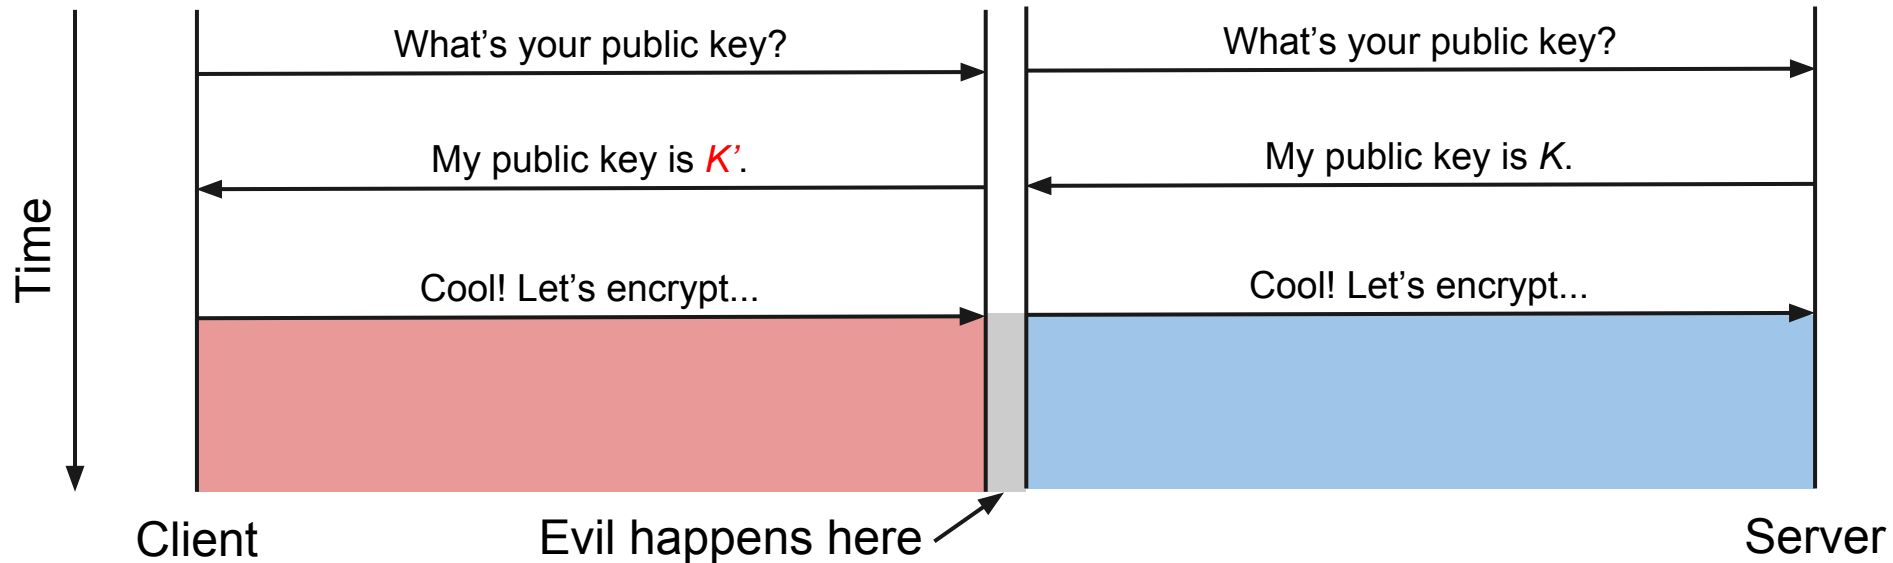 What’s your public key?
What’s your public key?
My public key is K’.
My public key is K.
Time
Cool! Let’s encrypt...
Cool! Let’s encrypt...
Client
Evil happens here
Server